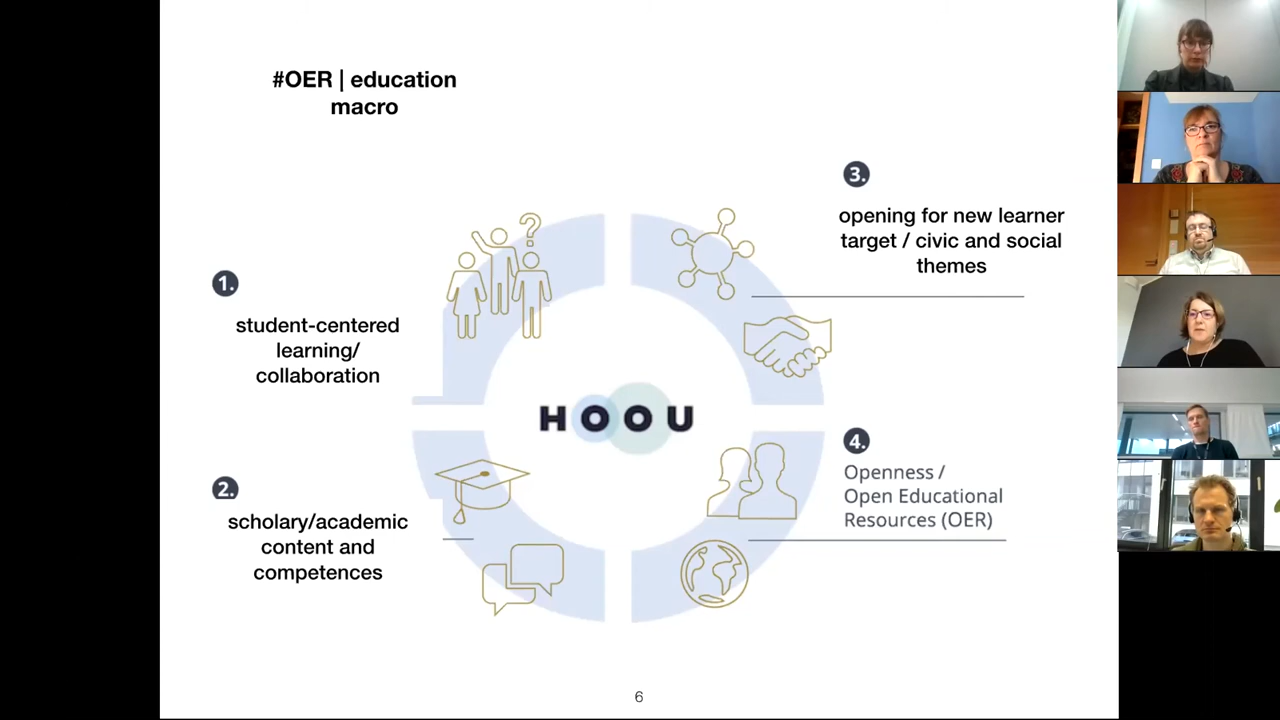 #OER | education
macro
1.
student-centered
learning/
collaboration
2.
scholary/academic
content and
competences
3.
opening for new learner
target / civic and social
themes
4.
Openness /
Open Educational
Resources (OER)
HOOU
?
6